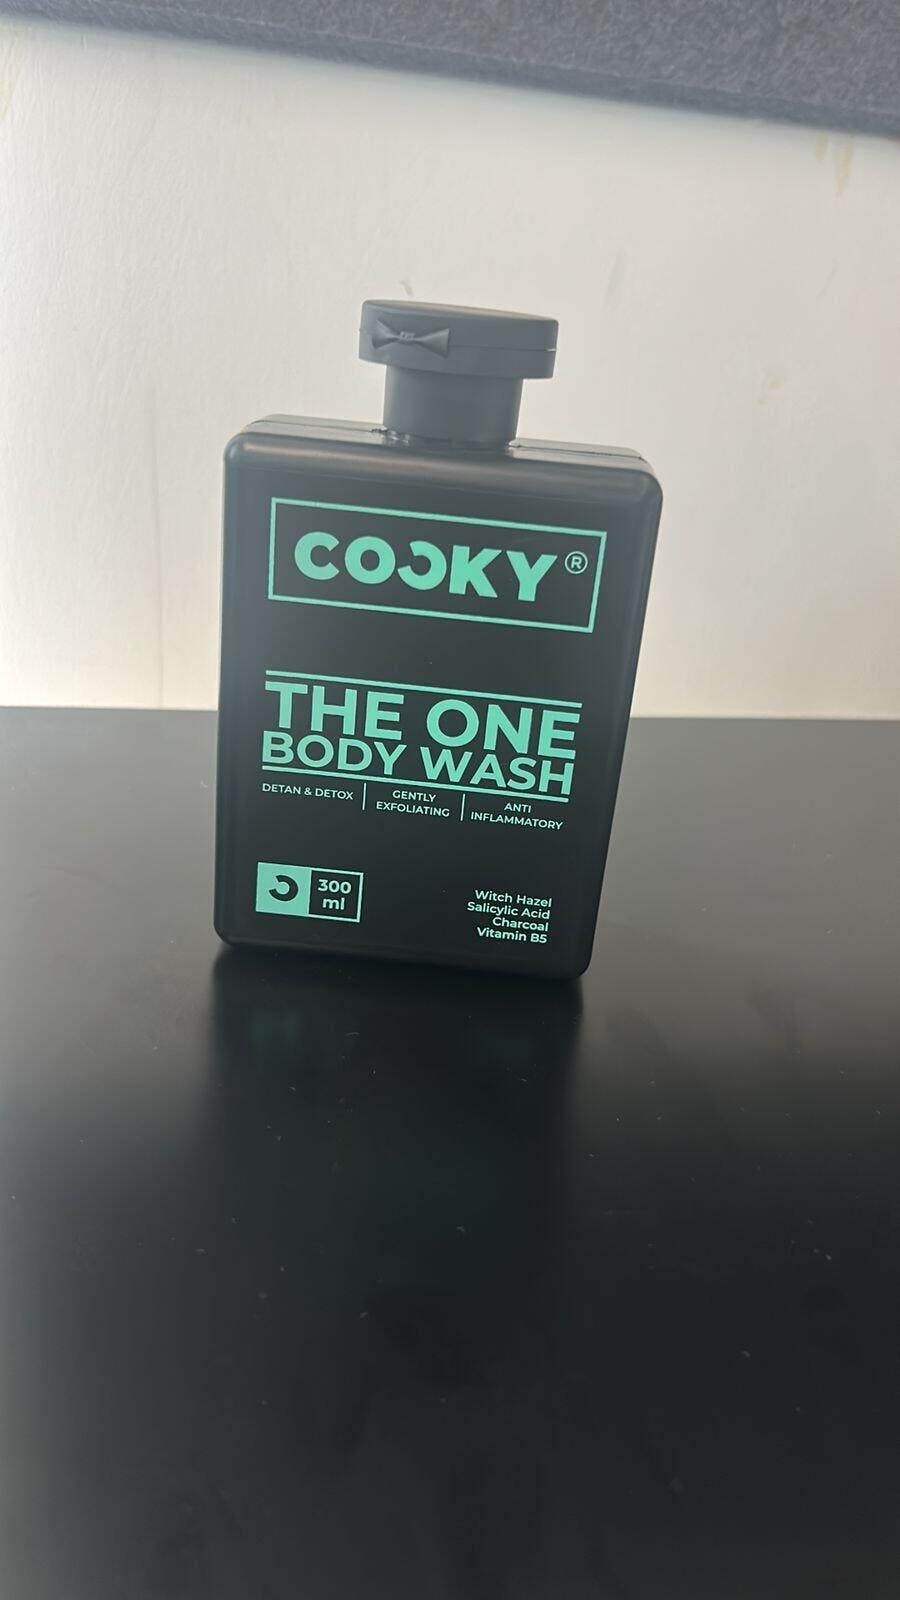 COCKY®
THE ONE
BODY WASH
DETAN & DETOX
GENTLY
EXFOLIATING
ANTI
INFLAMMATORY
300
ml
Witch Hazel
Salicylic Acid
Charcoal
Vitamin B5